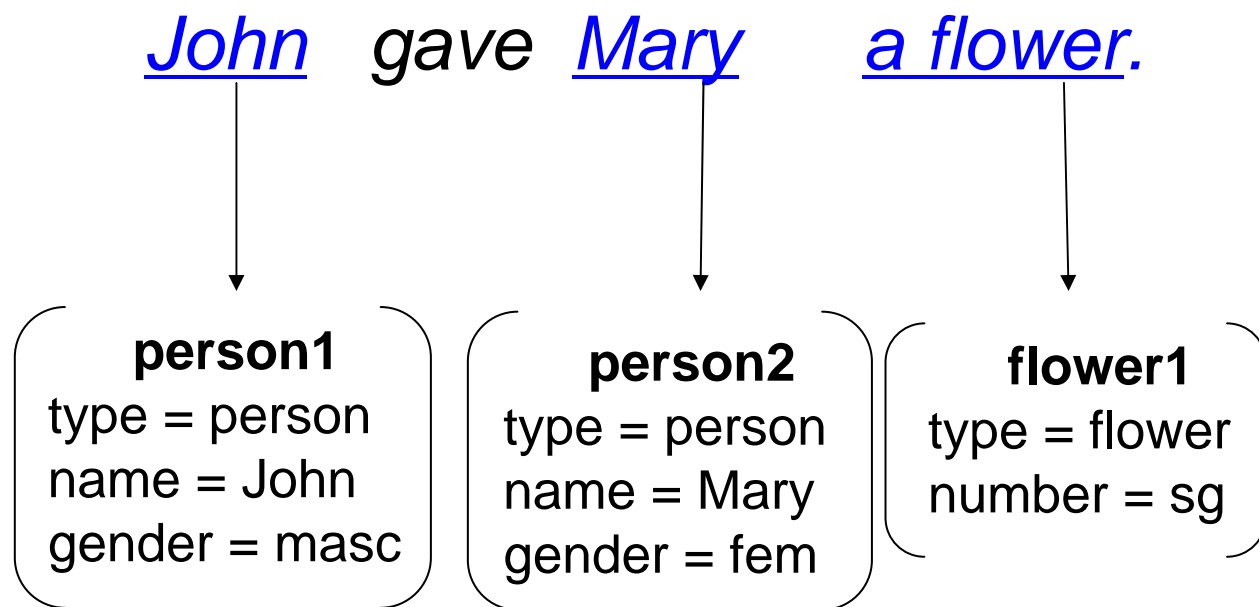 John gave Mary a flower.
person1
type = person
name = John
gender = masc
person2
type = person
name = Mary
gender = fem
flower1
type = flower
number = sg